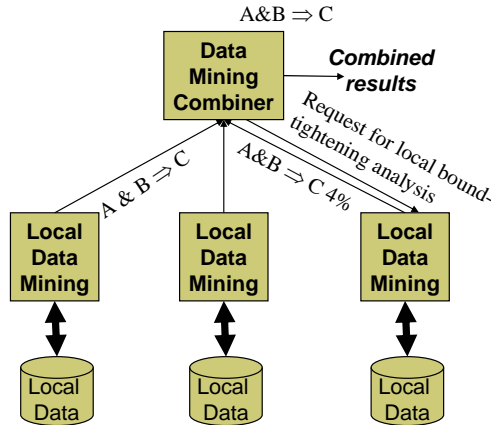 A&B ⇒ C
Data
Mining
Combiner
Combined
results
Request for local bound-
tightening analysis
A & B ⇒ C
A&B ⇒ C 4%
Local
Data
Mining
Local
Data
Mining
Local
Data
Mining
Local
Data
Local
Data
Local
Data